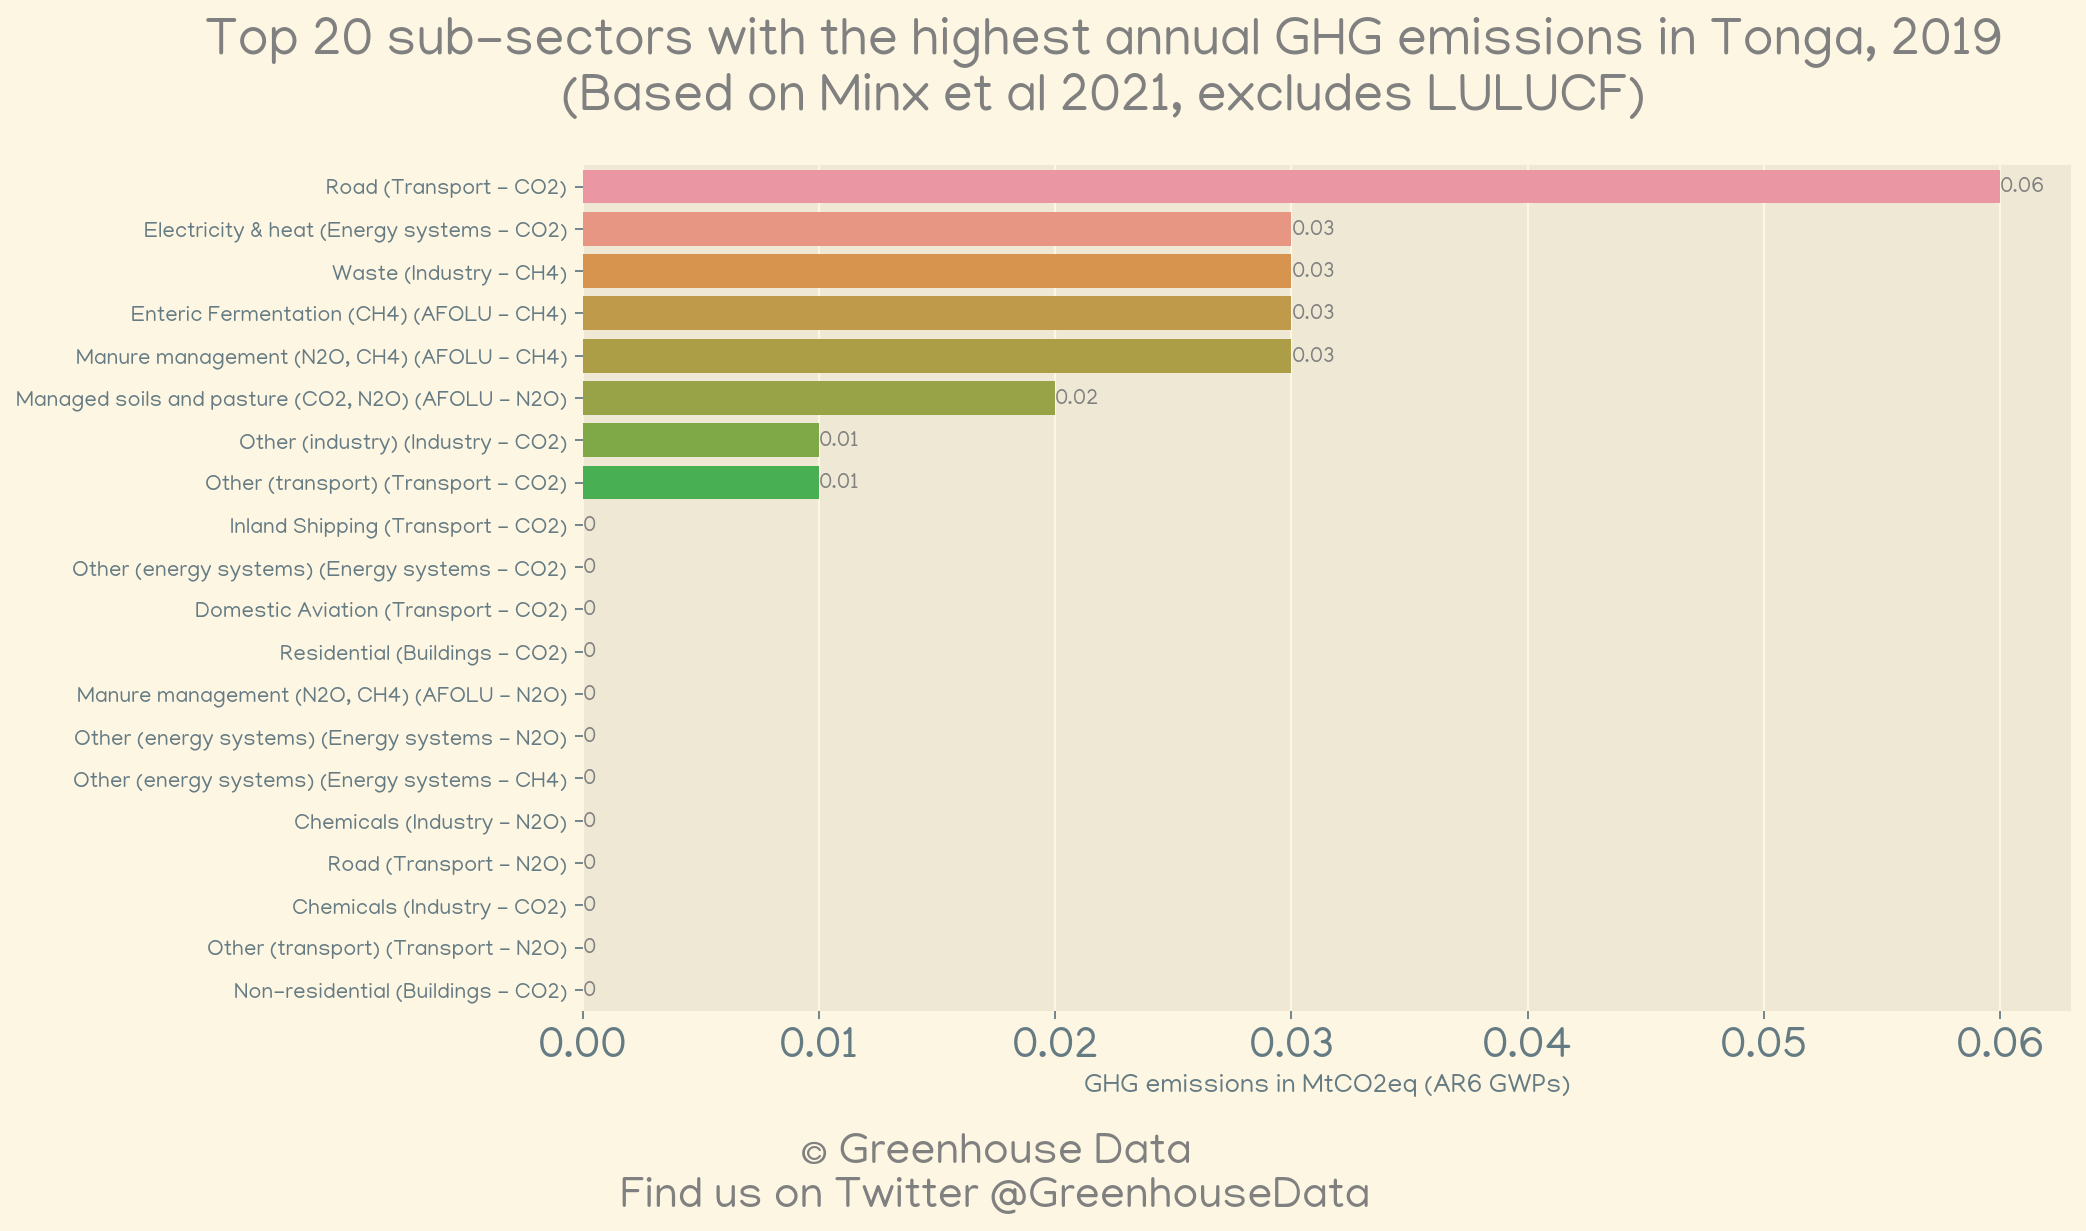 Top 20 sub-sectors with the highest annual GHG emissions in Tonga, 2019
(Based on Minx et al 2021, excludes LULUCF)
Road (Transport - CO2) 0.06
Electricity & heat (Energy systems - CO2) 0.03
Waste (Industry - CH4) 0.03
Enteric Fermentation (CH4) (AFOLU - CH4) 0.03
Manure management (N2O, CH4) (AFOLU - CH4) 0.03
Managed soils and pasture (CO2, N2O) (AFOLU - N2O) 0.02
Other (industry) (Industry - CO2) 0.01
Other (transport) (Transport - CO2) 0.01
Inland Shipping (Transport - CO2) 0
Other (energy systems) (Energy systems - CO2) 0
Domestic Aviation (Transport - CO2) 0
Residential (Buildings - CO2) 0
Manure management (N2O, CH4) (AFOLU - N2O) 0
Other (energy systems) (Energy systems - N2O) 0
Other (energy systems) (Energy systems - CH4) 0
Chemicals (Industry - N2O) 0
Road (Transport - N2O) 0
Chemicals (Industry - CO2) 0
Other (transport) (Transport - N2O) 0
Non-residential (Buildings - CO2) 0
0.00 0.01 0.02 0.03 0.04 0.05 0.06
GHG emissions in MtCO2eq (AR6 GWPs)
© Greenhouse Data
Find us on Twitter @GreenhouseData